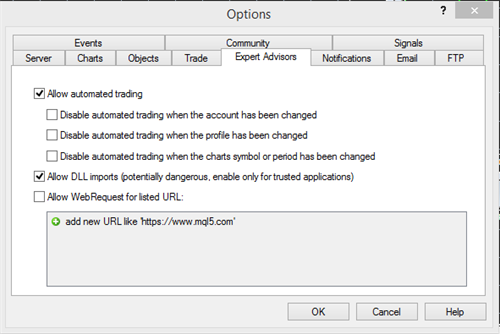 Options
?
Events Community Signals
Server Charts Objects Trade Expert Advisors Notifications Email FTP
Allow automated trading
Disable automated trading when the account has been changed
Disable automated trading when the profile has been changed
Disable automated trading when the charts symbol or period has been changed
Allow DLL imports (potentially dangerous, enable only for trusted applications)
Allow WebRequest for listed URL:
add new URL like 'https://www.mql5.com'
OK Cancel Help